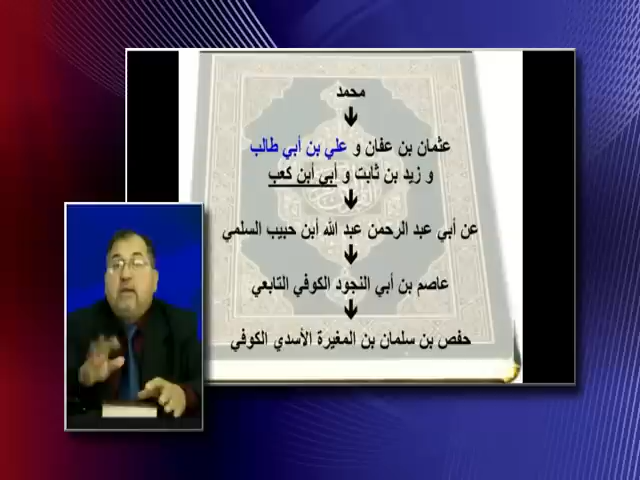 محمد
عثمان بن عفان و علي بن أبي طالب
و زيد بن ثابت و أبي أبن كعب
عن أبي عبد الرحمن عبد الله أبن حبيب السلمي
عاصم بن أبي النجود الكوفي التابعي
حفص بن سلمان بن المغيرة الأسدي الكوفي